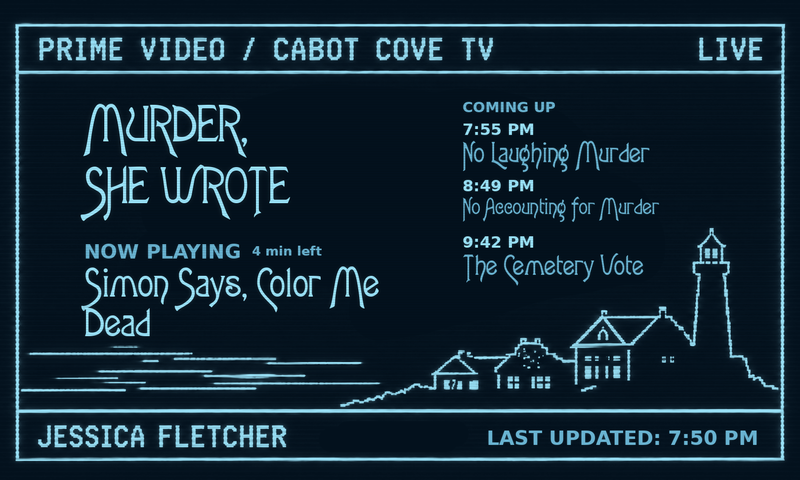 PRIME VIDEO / CABOT COVE TV
LIVE
MURDER,
SHE WROTE
NOW PLAYING 4 min left
Simon Says, Color Me
Dead
COMING UP
7:55 PM
No Laughing Murder
8:49 PM
No Accounting for Murder
9:42 PM
The Cemetery Vote
JESSICA FLETCHER
LAST UPDATED: 7:50 PM